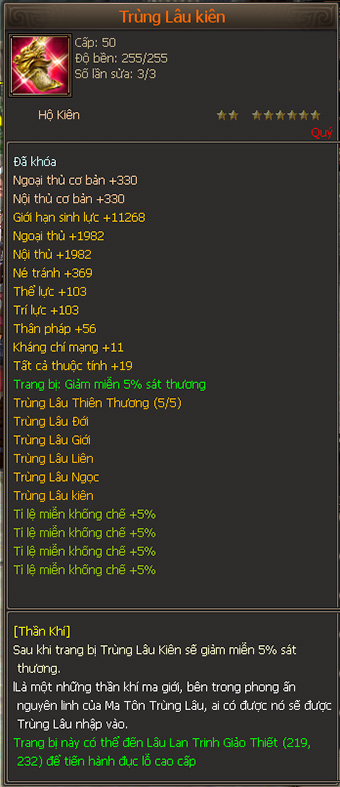 Trùng Lâu kiên
Cấp: 50
Độ bền: 255/255
Số lần sửa: 3/3
Hộ Kiên
Quý
Đã khóa
Ngoại thủ cơ bản +330
Nội thủ cơ bản +330
Giới hạn sinh lực +11268
Ngoại thủ +1982
Nội thủ +1982
Né tránh +369
Thể lực +103
Trí lực +103
Thân pháp +56
Kháng chí mạng +11
Tất cả thuộc tính +19
Trang bị: Giảm miễn 5% sát thương
Trùng Lâu Thiên Thương (5/5)
Trùng Lâu Đới
Trùng Lâu Giới
Trùng Lâu Liên
Trùng Lâu Ngọc
Trùng Lâu kiên
Tỉ lệ miễn khống chế +5%
Tỉ lệ miễn khống chế +5%
Tỉ lệ miễn khống chế +5%
Tỉ lệ miễn khống chế +5%
[Thần Khí]
Sau khi trang bị Trùng Lâu Kiên sẽ giảm miễn 5% sát
thương.
lLà một những thần khí ma giới, bên trong phong ấn
nguyên linh của Ma Tôn Trùng Lâu, ai có được nó sẽ được
Trùng Lâu nhập vào.
Trang bị này có thể đến Lâu Lan Trinh Giảo Thiết (219,
232) để tiến hành đục lỗ cao cấp